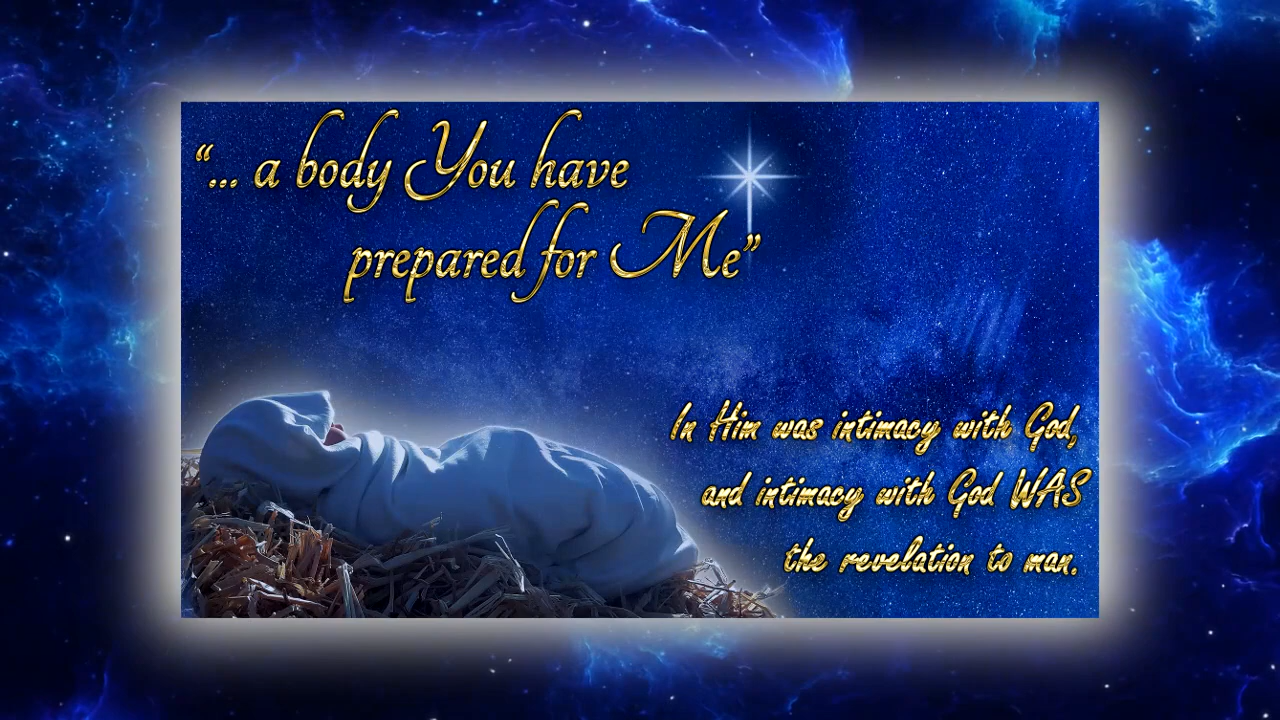 “... a body You have
prepared for Me”
In Him was intimacy with God,
and intimacy with God WAS
the revelation to man.